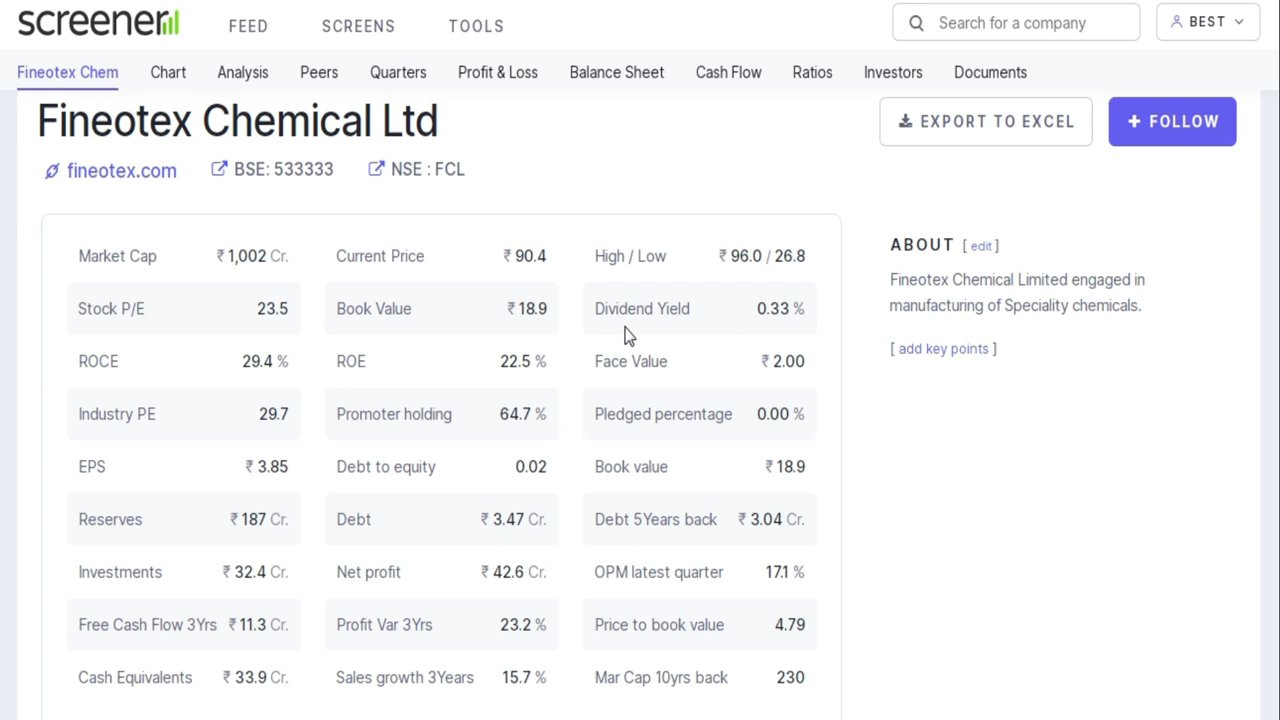 screener
FEED SCREENS TOOLS
Search for a company
BEST
Fineotex Chem Chart Analysis Peers Quarters Profit & Loss Balance Sheet Cash Flow Ratios Investors Documents
Fineotex Chemical Ltd
EXPORT TO EXCEL
+ FOLLOW
fineotex.com BSE: 533333 NSE : FCL
Market Cap ₹ 1,002 Cr. Current Price ₹ 90.4 High / Low ₹ 96.0 / 26.8
Stock P/E 23.5 Book Value ₹ 18.9 Dividend Yield 0.33 %
ROCE 29.4 % ROE 22.5 % Face Value ₹ 2.00
Industry PE 29.7 Promoter holding 64.7 % Pledged percentage 0.00 %
EPS ₹ 3.85 Debt to equity 0.02 Book value ₹ 18.9
Reserves ₹ 187 Cr. Debt ₹ 3.47 Cr. Debt 5Years back ₹ 3.04 Cr.
Investments ₹ 32.4 Cr. Net profit ₹ 42.6 Cr. OPM latest quarter 17.1 %
Free Cash Flow 3Yrs ₹ 11.3 Cr. Profit Var 3Yrs 23.2 % Price to book value 4.79
Cash Equivalents ₹ 33.9 Cr. Sales growth 3Years 15.7 % Mar Cap 10yrs back 230
ABOUT [ edit ]
Fineotex Chemical Limited engaged in
manufacturing of Speciality chemicals.
[ add key points ]